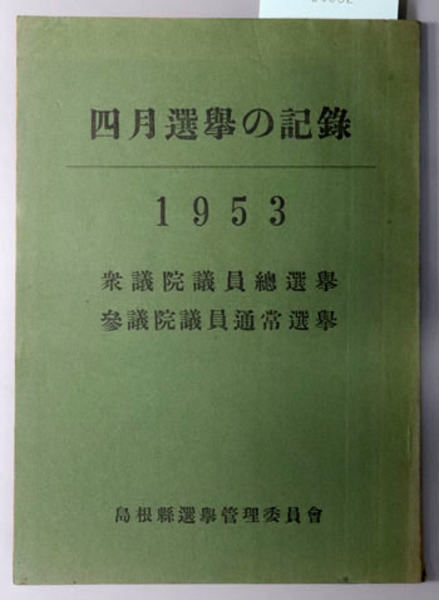 四月選擧の記錄
1953
衆議院議員總選擧
參議院議員通常選擧
島根縣選擧管理委員會